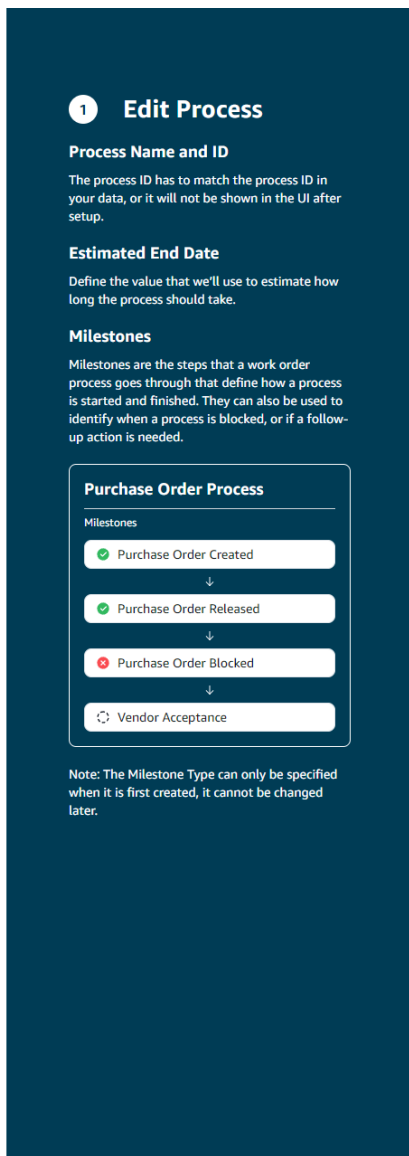 1 Edit Process
Process Name and ID
The process ID has to match the process ID in
your data, or it will not be shown in the UI after
setup.
Estimated End Date
Define the value that we'll use to estimate how
long the process should take.
Milestones
Milestones are the steps that a work order
process goes through that define how a process
is started and finished. They can also be used to
identify when a process is blocked, or if a follow-
up action is needed.
Purchase Order Process
Milestones
Purchase Order Created
Purchase Order Released
Purchase Order Blocked
Vendor Acceptance
Note: The Milestone Type can only be specified
when it is first created, it cannot be changed
later.